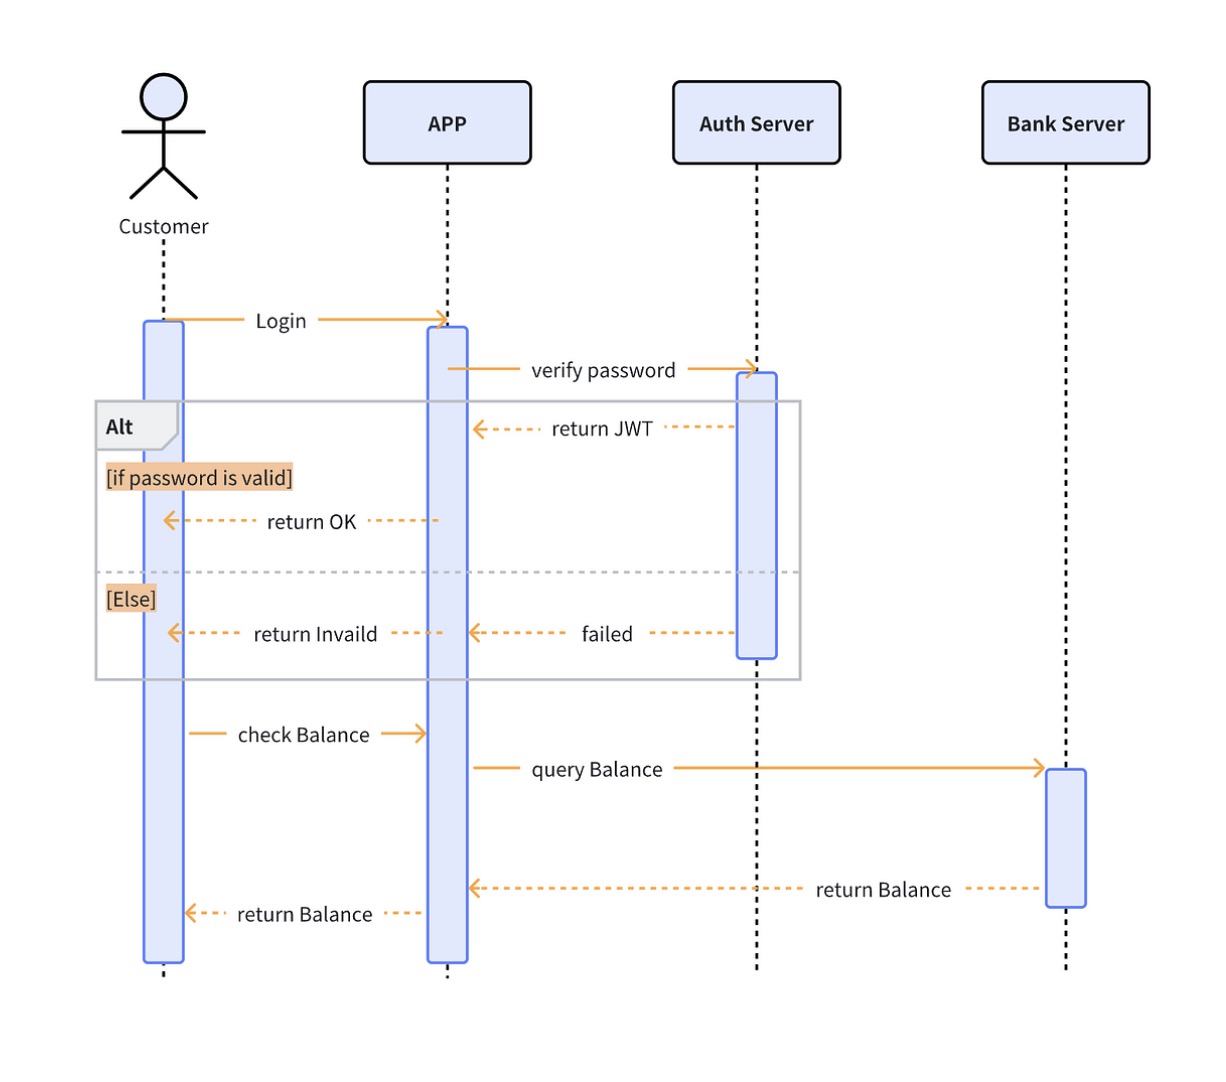 APP
Auth Server
Bank Server
Customer
Login
verify password
Alt
return JWT
[if password is valid]
return OK
[Else]
return Invaild
failed
check Balance
query Balance
return Balance
return Balance